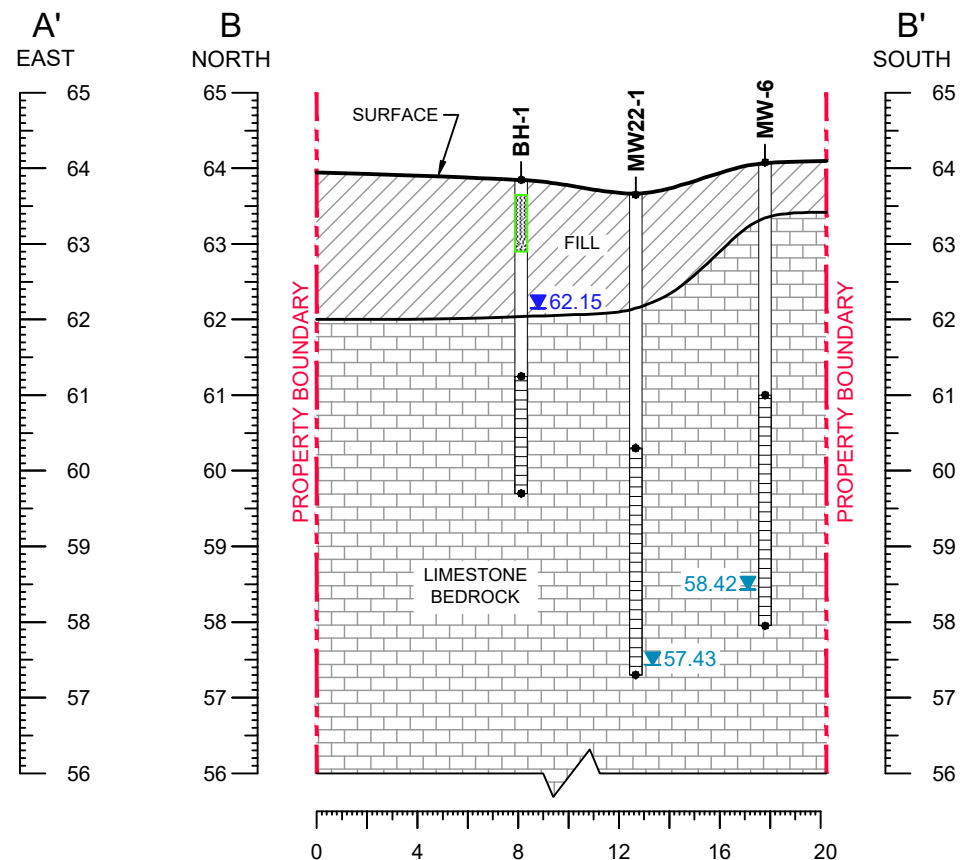 A'
EAST
65
64
63
62
61
60
59
58
57
56
B
NORTH
65
64
63
62
61
60
59
58
57
56
PROPERTY BOUNDARY
SURFACE
BH-1
MW22-1
MW-6
FILL
62.15
LIMESTONE
BEDROCK
58.42
57.43
0
4
8
12
16
20
PROPERTY BOUNDARY
B'
SOUTH
65
64
63
62
61
60
59
58
57
56